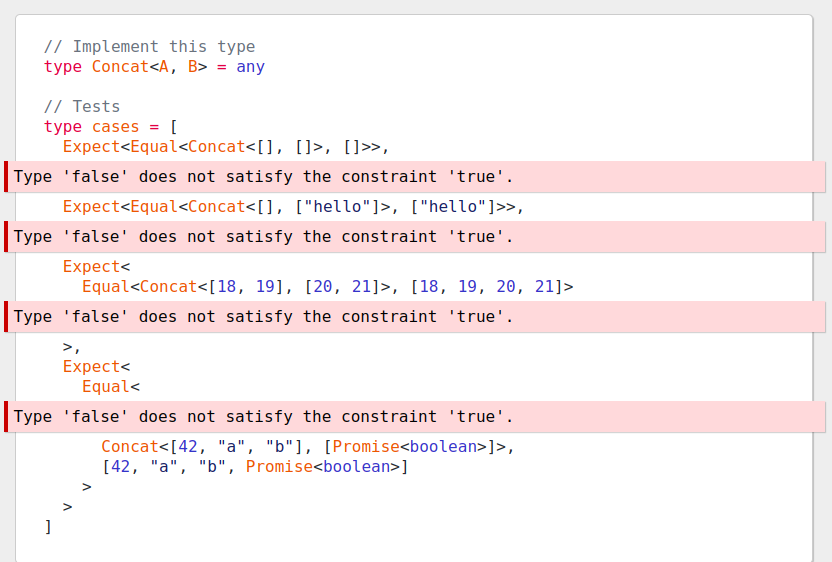 // Implement this type
type Concat<A, B> = any
// Tests
type cases = [
Expect<Equal<Concat<[], []>, []>>,
Type 'false' does not satisfy the constraint 'true'.
Expect<Equal<Concat<[], ["hello"]>, ["hello"]>>,
Type 'false' does not satisfy the constraint 'true'.
Expect<
Equal<Concat<[18, 19], [20, 21]>, [18, 19, 20, 21]>
Type 'false' does not satisfy the constraint 'true'.
>,
Expect<
Equal<
Type 'false' does not satisfy the constraint 'true'.
Concat<[42, "a", "b"], [Promise<boolean>]>,
[42, "a", "b", Promise<boolean>]
>
>
]